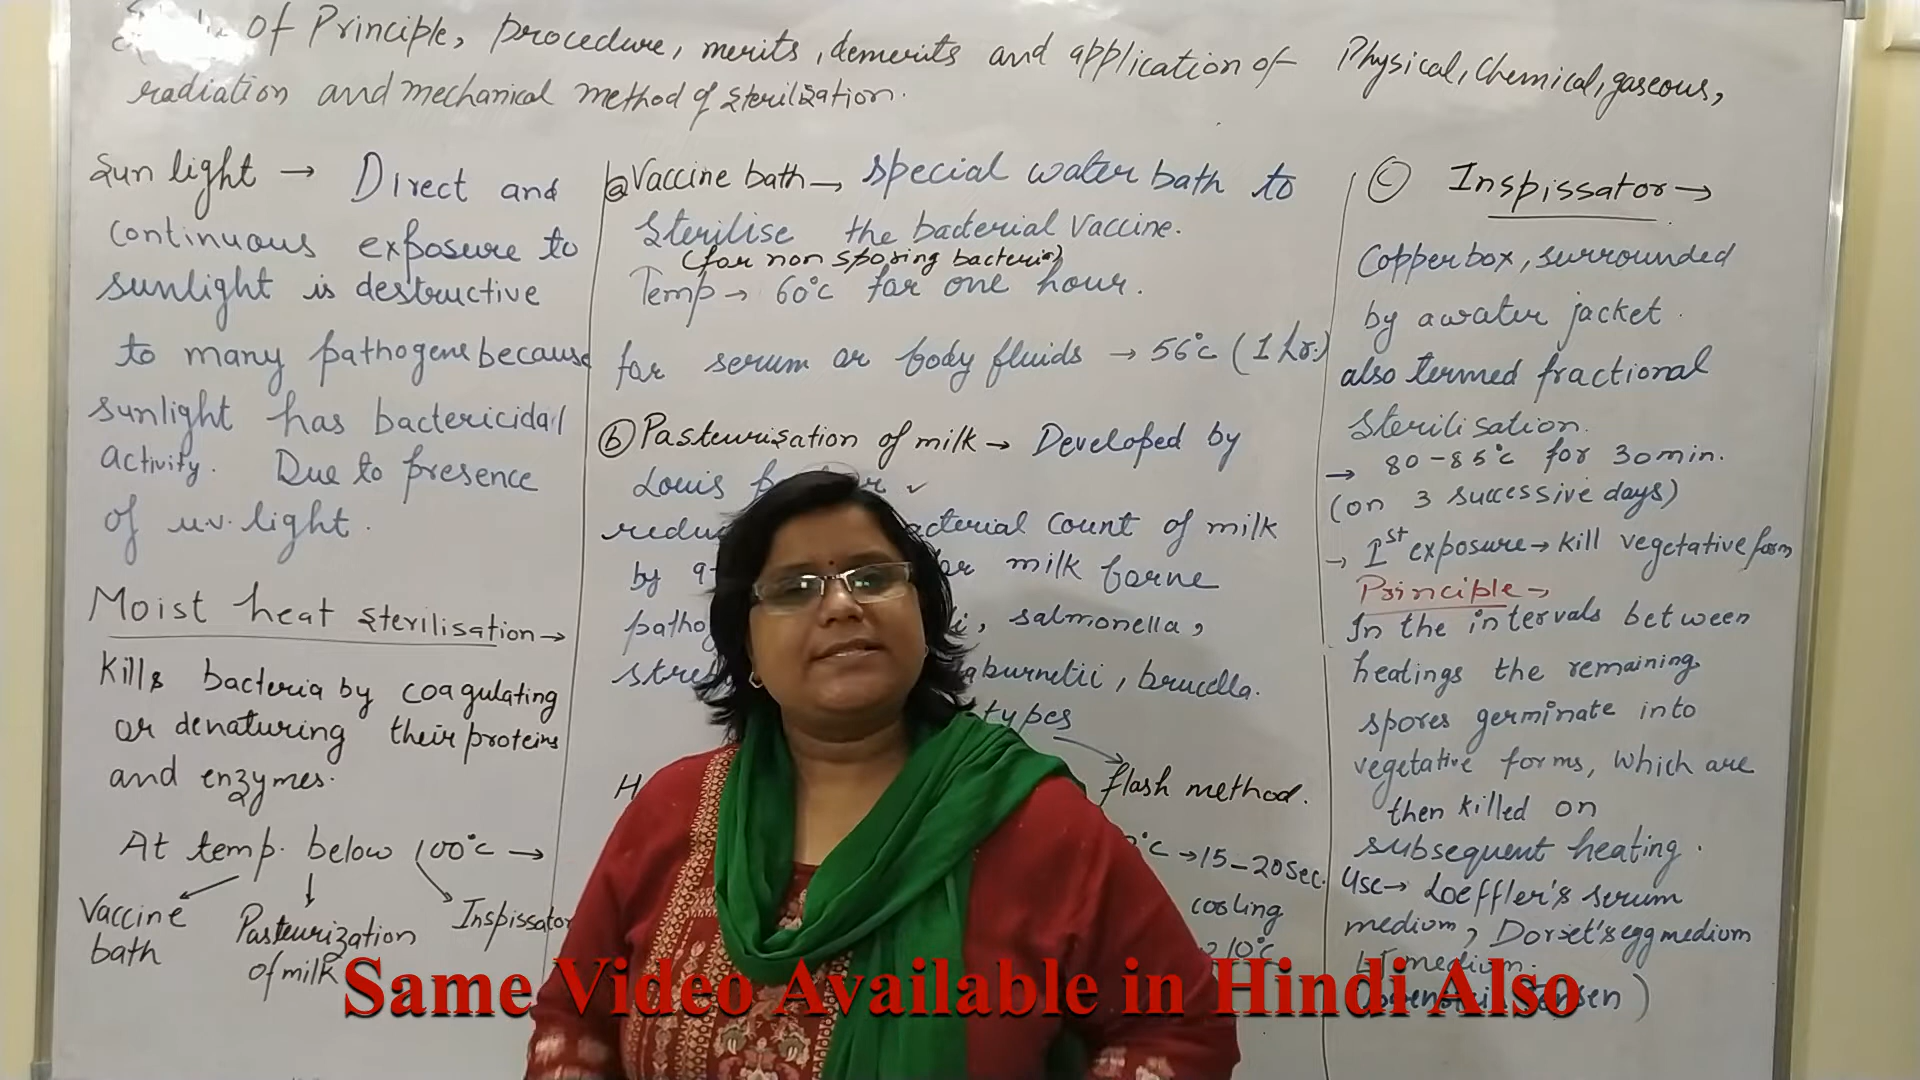 of Principle, procedure, merits, demerits and application of Physical, Chemical, gaseous,
radiation and mechanical method of sterilization.
Sun light → Direct and
continuous exposure to
sunlight is destructive
to many pathogens because
sunlight has bactericidal
activity. Due to presence
of u.v. light.
Moist heat sterilisation →
Kills bacteria by coagulating
or denaturing their proteins
and enzymes.
At temp. below 100°c →
Vaccine bath
Pasteurization of milk
Inspissator
ⓐ Vaccine bath → special water bath to
sterilise the bacterial vaccine.
(for non sporing bacteria)
Temp → 60°c for one hour.
for serum or body fluids → 56°c (1 hr.)
ⓑ Pasteurisation of milk → Developed by
Louis
count of milk
by milk borne
salmonella,
brucella.
types
flash method.
°c → 15-20sec.
cooling
10°c
ⓒ Inspissator →
Copper box, surrounded
by a water jacket.
also termed fractional
sterilisation.
→ 80-85°c for 30min.
(on 3 successive days)
→ 1st exposure → kill vegetative form
Principle →
In the intervals between
heatings the remaining
spores germinate into
vegetative forms, which are
then killed on
subsequent heating.
Use → Loeffler's serum
medium, Dorset's egg medium
LJ medium.
Same Video Available in Hindi Also